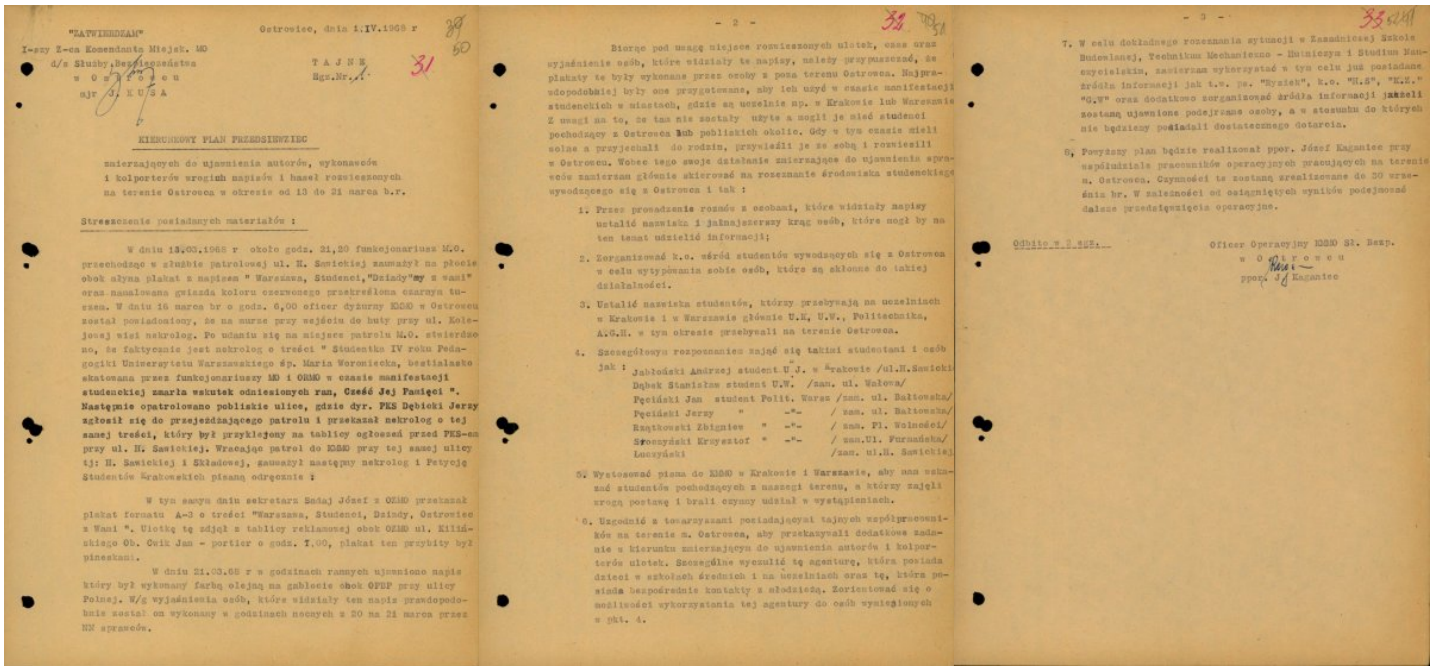 "ZATWIERDZAM"
I-szy Z-ca Komendanta Miejsk. MO
d/s Służby Bezpieczeństwa
w Ostrowcu
mjr J. KUSA
Ostrowiec, dnia 1.IV.1968 r
39
50
TAJNE
Egz.Nr. 1.
31
KIERUNKOWY PLAN PRZEDSIĘWZIĘC
zmierzających do ujawnienia autorów, wykonawców
i kolporterów wrogich napisów i haseł rozwieszonych
na terenie Ostrowca w okresie od 13 do 21 marca b.r.
Streszczenie posiadanych materiałów :
W dniu 13.03.1968 r około godz. 21,20 funkcjonariusz M.O.
przechodząc w służbie patrolowej ul. H. Sawickiej zauważył na płocie
obok młyna plakat z napisem " Warszawa, Studenci,"Dziady"my z wami"
oraz namalowana gwiazda koloru czerwonego przekreślona czarnym tu-
szem. W dniu 16 marca br o godz. 6,00 oficer dyżurny KMMO w Ostrowcu
został powiadomiony, że na murze przy wejściu do huty przy ul. Kole-
jowej wisi nekrolog. Po udaniu się na miejsce patrolu M.O. stwierdzo
no, że faktycznie jest nekrolog o treści " Studentka IV roku Peda-
gogiki Uniwersytetu Warszawskiego śp. Maria Woroniecka, bestialsko
skatowana przez funkcjonariuszy MO i ORMO w czasie manifestacji
studenckiej zmarła wskutek odniesionych ran, Cześć Jej Pamięci ".
Następnie opatrolowano pobliskie ulice, gdzie dyr. PKS Dębicki Jerzy
zgłosił się do przejeżdżającego patrolu i przekazał nekrolog o tej
samej treści, który był przyklejony na tablicy ogłoszeń przed PKS-em
przy ul. H. Sawickiej. Wracając patrol do KMMO przy tej samej ulicy
tj: H. Sawickiej i Składowej, zauważył następny nekrolog i Petycję
Studentów Krakowskich pisaną odręcznie :
W tym samym dniu sekretarz Sadaj Józef z OZMO przekazał
plakat formatu A-3 o treści "Warszawa, Studenci, Dziady, Ostrowiec
z Wami ". Ulotkę tę zdjął z tablicy reklamowej obok OZMO ul. Kiliń-
skiego Ob. Cwik Jan - portier o godz. 7,00, plakat ten przybity był
pineskami.
W dniu 21.03.68 r w godzinach rannych ujawniono napis
który był wykonany farbą olejną na gablocie obok OPBP przy ulicy
Polnej. W/g wyjaśnienia osób, które widziały ten napis prawdopodo-
bnie został on wykonany w godzinach nocnych z 20 na 21 marca przez
NN sprawców.
- 2 -
32
Biorąc pod uwagę miejsce rozwieszonych ulotek, czas oraz
wyjaśnienie osób, które widziały te napisy, należy przypuszczać, że
plakaty te były wykonane przez osoby z poza terenu Ostrowca. Najpra-
wdopodobniej były one przygotowane, aby ich użyć w czasie manifestacji
studenckich w miastach, gdzie są uczelnie np. w Krakowie lub Warszawie
Z uwagi na to, że tam nie zostały użyte a mogli je mieć studenci
pochodzący z Ostrowca lub pobliskich okolic. Gdy w tym czasie mieli
wolne a przyjechali do rodzin, przywieźli je ze sobą i rozwiesili
w Ostrowcu. Wobec tego swoje działanie zmierzające do ujawnienia spra-
wców zamierzam głównie skierować na rozeznanie środowiska studenckiego
wywodzącego się z Ostrowca i tak :
1. Przez prowadzenie rozmów z osobami, które widziały napisy
ustalić nazwiska i jaknajszerszy krąg osób, które mogł by na
ten temat udzielić informacji;
2. Zorganizować k.o. wśród studentów wywodzących się z Ostrowca
w celu wytypowania sobie osób, które są skłonne do takiej
działalności.
3. Ustalić nazwiska studentów, którzy przebywają na uczelniach
w Krakowie i w Warszawie głównie U.K, U.W., Politechnika,
A.G.H. w tym okresie przebywali na terenie Ostrowca.
4. Szczegółowym rozpoznaniem zająć się takimi studentami i osób
jak : Jabłoński Andrzej student U J. w Krakowie /ul.H.Sawicki
Dąbek Stanisław student U.W. /zam. ul. Wałowa/
Pęciński Jan student Polit. Warsz /zam. ul. Bałtowska/
Pęciński Jerzy " -"- / zam. ul. Bałtowska/
Rzątkowski Zbigniew " -"- / zam. Pl. Wolności/
Sroczyński Krzysztof " -"- / zam.Ul. Furmańska/
Łuczyński /zam. ul.H. Sawickiej
5. Wystosować pisma do KMMO w Krakowie i Warszawie, aby nam wska-
zać studentów pochodzących z naszego terenu, a którzy zajęli
wrogą postawę i brali czynny udział w wystąpieniach.
6. Uzgodnić z towarzyszami posiadającymi tajnych współpracowni-
ków na terenie m. Ostrowca, aby przekazywali dodatkowe zada-
nie w kierunku zmierzającym do ujawnienia autorów i kolpor-
terów ulotek. Szczególnie wyczulić tę agenturę, która posiada
dzieci w szkołach średnich i na uczelniach oraz tę, która po-
siada bezpośrednie kontakty z młodzieżą. Zorientować się o
możliwości wykorzystania tej agentury do osób wymienionych
w pkt. 4.
- 3 -
33
7. W celu dokładnego rozeznania sytuacji w Zasadniczej Szkole
Budowlanej, Technikum Mechaniczno - Hutniczym i Studium Nau-
czycielskim, zamierzam wykorzystać w tym celu już posiadane
źródła informacji jak t.w. ps. "Rysiek", k.o. "H.S", "K.Z."
"G.W" oraz dodatkowo zorganizować źródła informacji jeżeli
zostaną ujawnione podejrzane osoby, a w stosunku do których
nie będziemy posiadali dostatecznego dotarcia.
8. Powyższy plan będzie realizował ppor. Józef Kaganiec przy
współudziale pracowników operacyjnych pracujących na terenie
m. Ostrowca. Czynności te zostaną zrealizowane do 30 wrze-
śnia br. W zależności od osiągniętych wyników podejmować
dalsze przedsięwzięcia operacyjne.
Odbito w 2 egz.
Oficer Operacyjny KMMO Sł. Bezp.
w Ostrowcu
ppor. J. Kaganiec